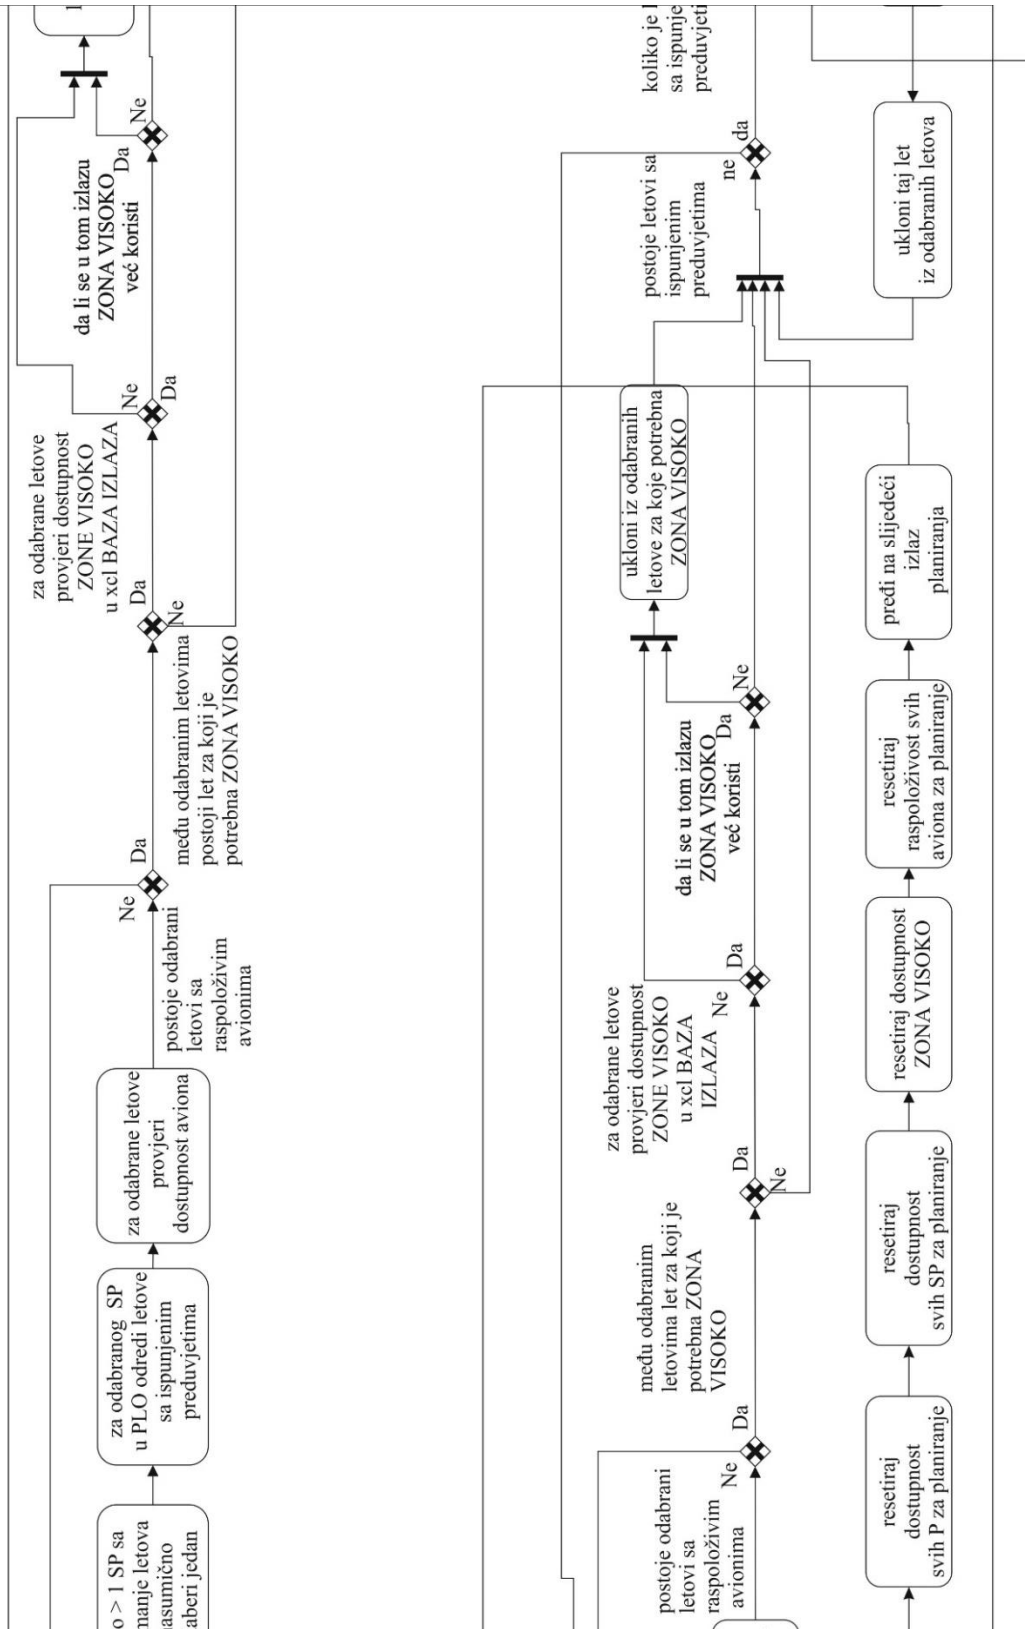 Ne
Da
da li se u tom izlazu
ZONA VISOKO
već koristi
Ne
Da
za odabrane letove
provjeri dostupnost
ZONE VISOKO
u xcl BAZA IZLAZA
Da
Ne
među odabranim letovima
postoji let za koji je
potrebna ZONA VISOKO
Da
Ne
postoje odabrani
letovi sa
raspoloživim
avionima
za odabrane letove
provjeri
dostupnost aviona
za odabranog SP
u PLO odredi letove
sa ispunjenim
preduvjetima
o > 1 SP sa
manje letova
asumično
aberi jedan
koliko je
sa ispunje
preduvjeti
da
ne
postoje letovi sa
ispunjenim
preduvjetima
ukloni taj let
iz odabranih letova
ukloni iz odabranih
letove za koje potrebna
ZONA VISOKO
Ne
Da
da li se u tom izlazu
ZONA VISOKO
već koristi
Da
Ne
za odabrane letove
provjeri dostupnost
ZONE VISOKO
u xcl BAZA
IZLAZA
Da
Ne
među odabranim
letovima let za koji je
potrebna ZONA
VISOKO
Da
Ne
postoje odabrani
letovi sa
raspoloživim
avionima
pređi na slijedeći
izlaz
planiranja
resetiraj
raspoloživost svih
aviona za planiranje
resetiraj dostupnost
ZONA VISOKO
resetiraj
dostupnost
svih SP za planiranje
resetiraj
dostupnost
svih P za planiranje